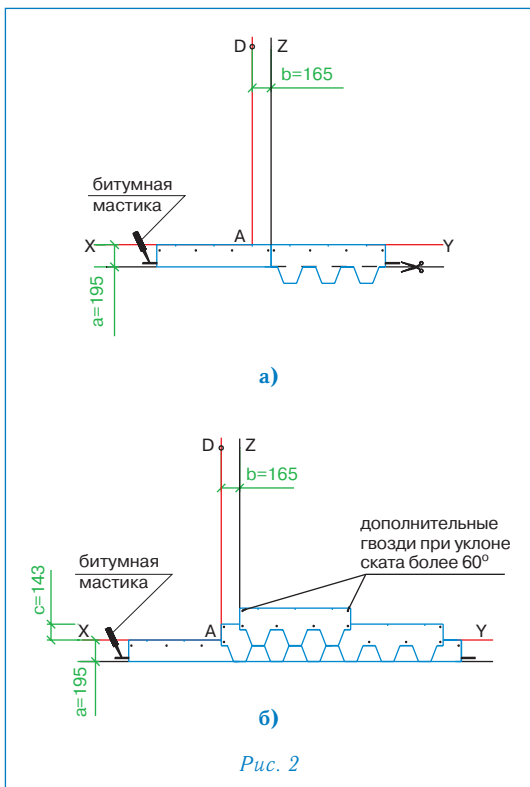 D Z
b=165
битумная
мастика
X A Y
a=195
а)
D Z
b=165
дополнительные
гвозди при уклоне
ската более 60°
битумная
мастика
c=143
X A Y
a=195
б)
Рис. 2